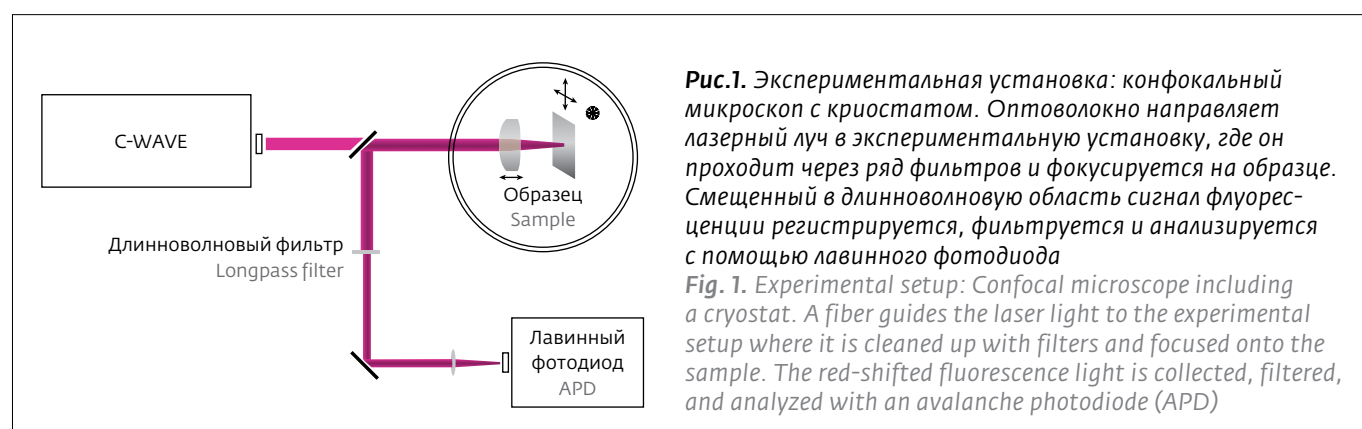 C-WAVE
Образец
Sample
Длинноволновый фильтр
Longpass filter
Лавинный
фотодиод
APD
Рис.1. Экспериментальная установка: конфокальный
микроскоп с криостатом. Оптоволокно направляет
лазерный луч в экспериментальную установку, где он
проходит через ряд фильтров и фокусируется на образце.
Смещенный в длинноволновую область сигнал флуорес-
ценции регистрируется, фильтруется и анализируется
с помощью лавинного фотодиода
Fig. 1. Experimental setup: Confocal microscope including
a cryostat. A fiber guides the laser light to the experimental
setup where it is cleaned up with filters and focused onto the
sample. The red-shifted fluorescence light is collected, filtered,
and analyzed with an avalanche photodiode (APD)